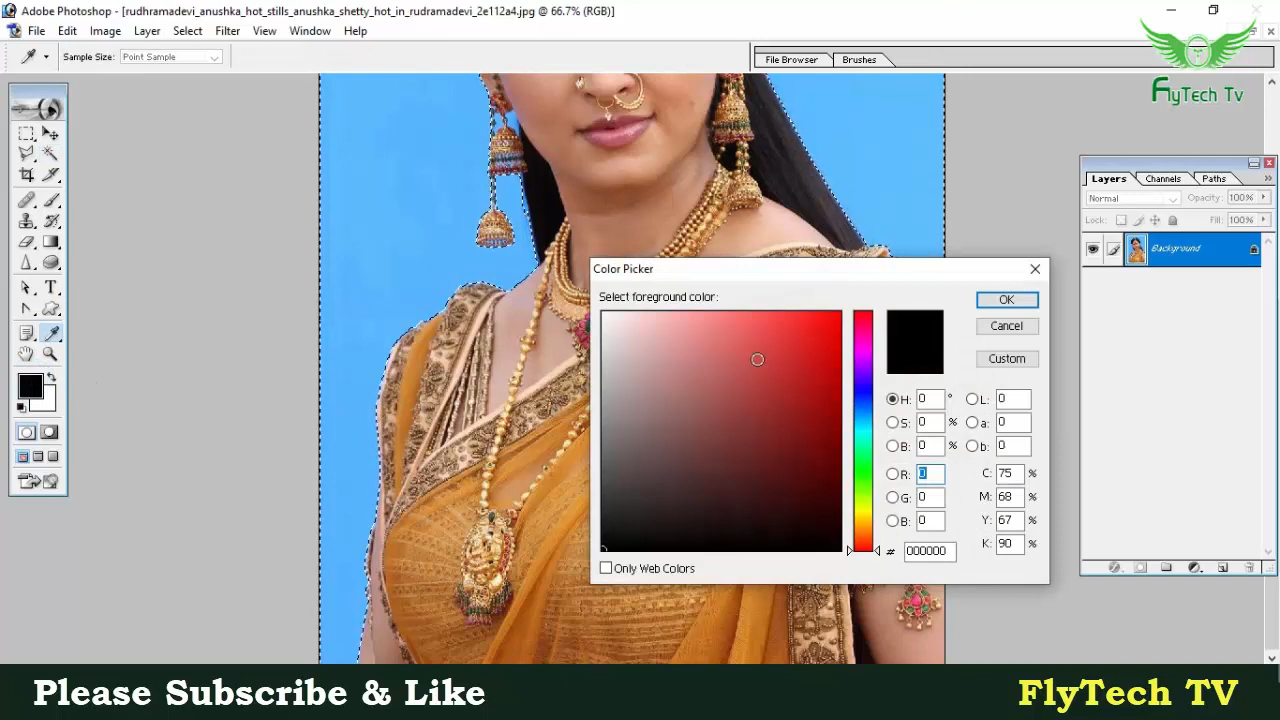 Adobe Photoshop - [rudhramadevi_anushka_hot_stills_anushka_shetty_hot_in_rudramadevi_2e112a4.jpg @ 66.7% (RGB)]
File Edit Image Layer Select Filter View Window Help
Sample Size: Point Sample
File Browser Brushes
FlyTech Tv
Layers Channels Paths
Normal Opacity: 100%
Lock: Fill: 100%
Background
Color Picker
Select foreground color:
OK
Cancel
Custom
H: 0 ° L: 0
S: 0 % a: 0
B: 0 % b: 0
R: 0 C: 75 %
G: 0 M: 68 %
B: 0 Y: 67 %
K: 90 %
# 000000
Only Web Colors
T
Please Subscribe & Like
FlyTech TV